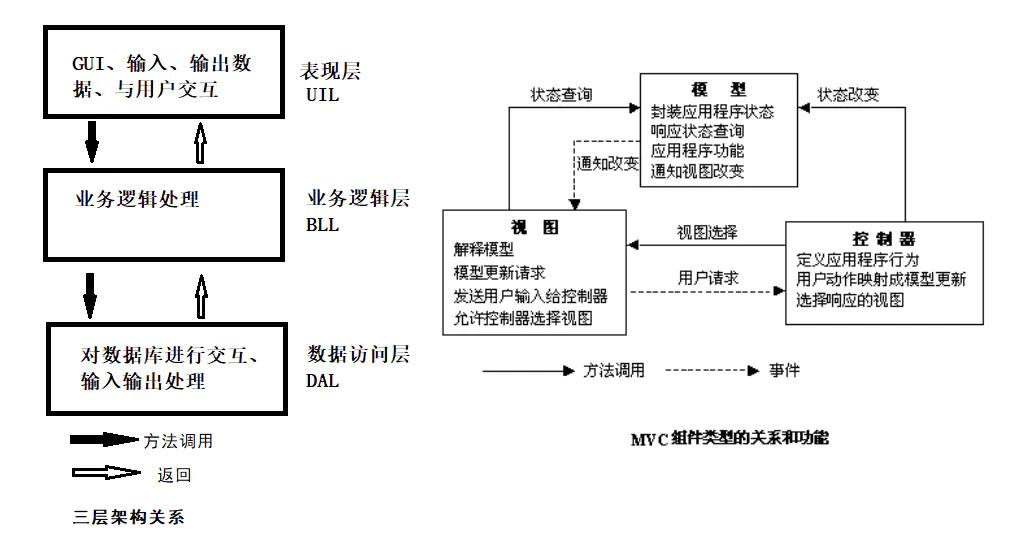 GUI、输入、输出数
据、与用户交互
表现层
UIL
业务逻辑处理
业务逻辑层
BLL
对数据库进行交互、
输入输出处理
数据访问层
DAL
方法调用
返回
三层架构关系
状态查询
模 型
封装应用程序状态
响应状态查询
应用程序功能
通知视图改变
状态改变
通知改变
视 图
解释模型
模型更新请求
发送用户输入给控制器
允许控制器选择视图
视图选择
用户请求
控制器
定义应用程序行为
用户动作映射成模型更新
选择响应的视图
方法调用
事件
MVC 组件类型的关系和功能